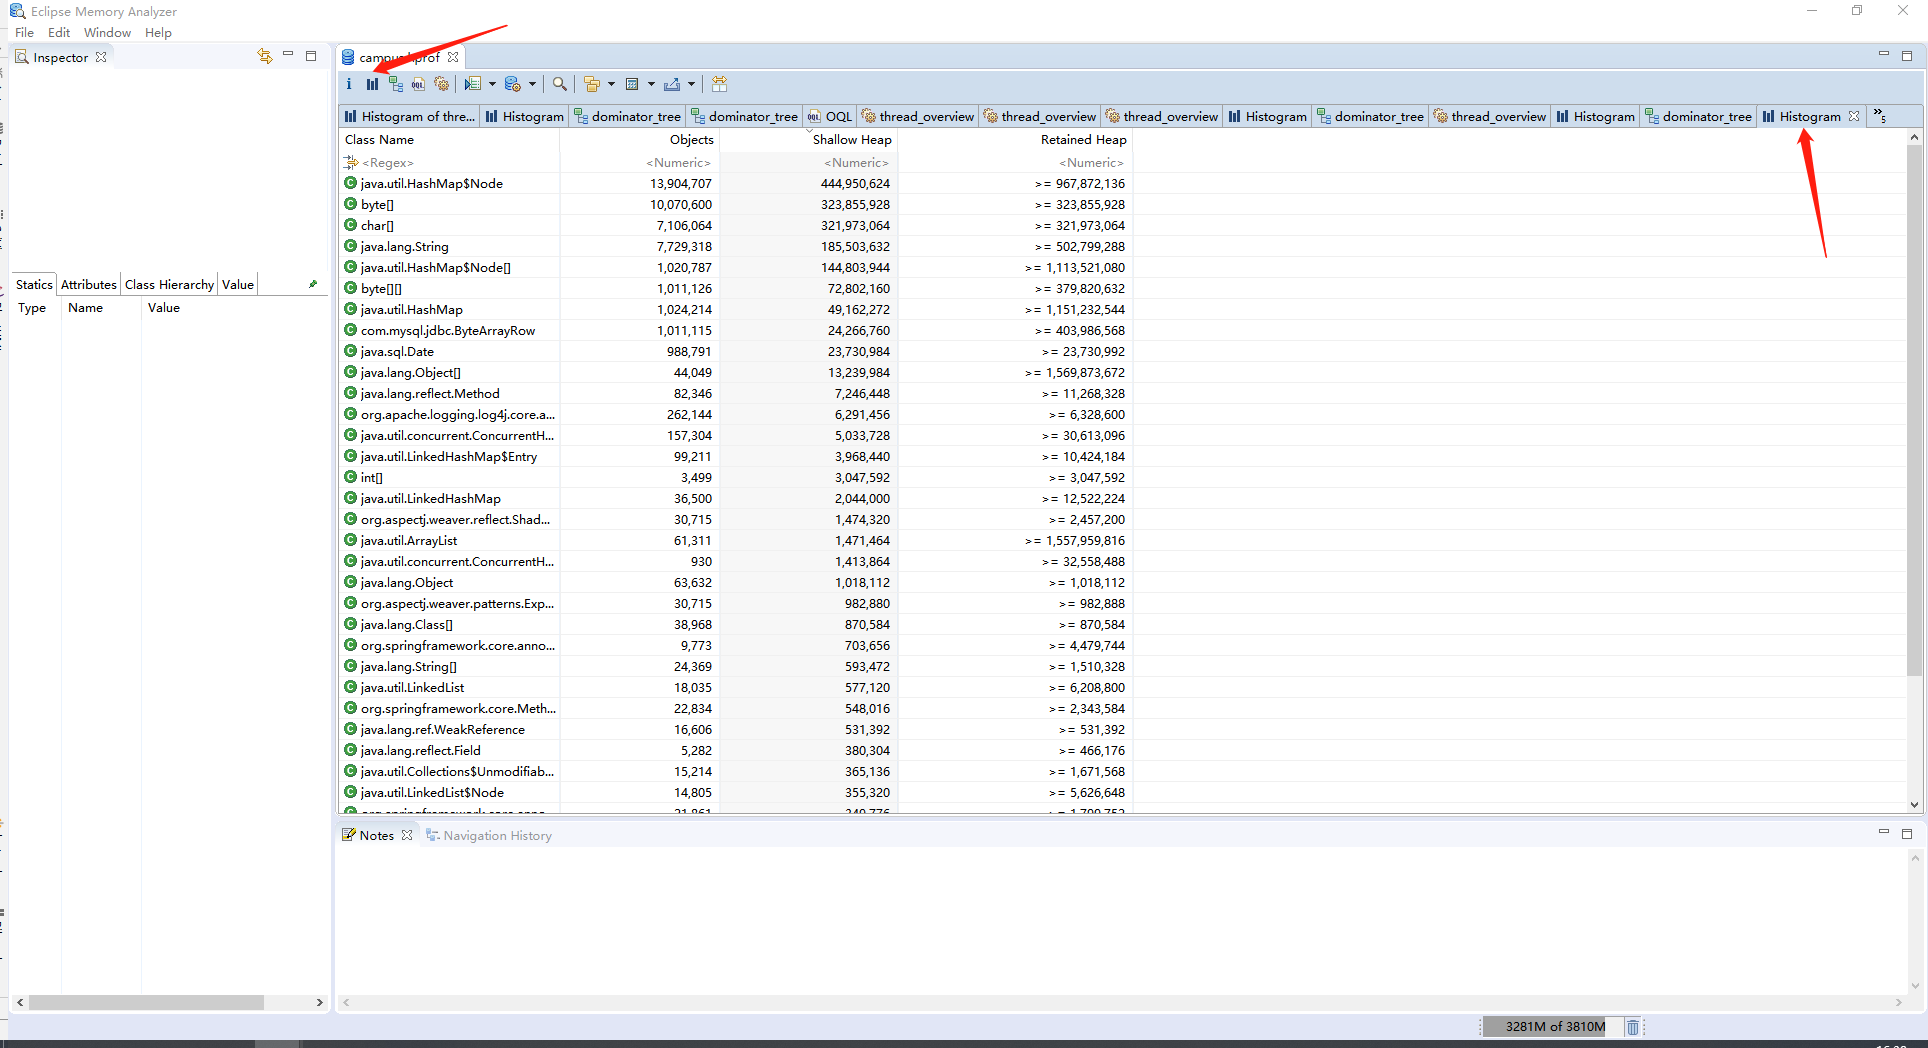 Eclipse Memory Analyzer
File Edit Window Help
Inspector
Statics Attributes Class Hierarchy Value
Type Name Value
i OQL
Histogram of thre... Histogram dominator_tree dominator_tree OQL thread_overview thread_overview thread_overview Histogram dominator_tree thread_overview Histogram dominator_tree Histogram »5
Class Name Objects Shallow Heap Retained Heap
<Regex> <Numeric> <Numeric> <Numeric>
java.util.HashMap$Node 13,904,707 444,950,624 >= 967,872,136
byte[] 10,070,600 323,855,928 >= 323,855,928
char[] 7,106,064 321,973,064 >= 321,973,064
java.lang.String 7,729,318 185,503,632 >= 502,799,288
java.util.HashMap$Node[] 1,020,787 144,803,944 >= 1,113,521,080
byte[][] 1,011,126 72,802,160 >= 379,820,632
java.util.HashMap 1,024,214 49,162,272 >= 1,151,232,544
com.mysql.jdbc.ByteArrayRow 1,011,115 24,266,760 >= 403,986,568
java.sql.Date 988,791 23,730,984 >= 23,730,992
java.lang.Object[] 44,049 13,239,984 >= 1,569,873,672
java.lang.reflect.Method 82,346 7,246,448 >= 11,268,328
org.apache.logging.log4j.core.a... 262,144 6,291,456 >= 6,328,600
java.util.concurrent.ConcurrentH... 157,304 5,033,728 >= 30,613,096
java.util.LinkedHashMap$Entry 99,211 3,968,440 >= 10,424,184
int[] 3,499 3,047,592 >= 3,047,592
java.util.LinkedHashMap 36,500 2,044,000 >= 12,522,224
org.aspectj.weaver.reflect.Shad... 30,715 1,474,320 >= 2,457,200
java.util.ArrayList 61,311 1,471,464 >= 1,557,959,816
java.util.concurrent.ConcurrentH... 930 1,413,864 >= 32,558,488
java.lang.Object 63,632 1,018,112 >= 1,018,112
org.aspectj.weaver.patterns.Exp... 30,715 982,880 >= 982,888
java.lang.Class[] 38,968 870,584 >= 870,584
org.springframework.core.anno... 9,773 703,656 >= 4,479,744
java.lang.String[] 24,369 593,472 >= 1,510,328
java.util.LinkedList 18,035 577,120 >= 6,208,800
org.springframework.core.Meth... 22,834 548,016 >= 2,343,584
java.lang.ref.WeakReference 16,606 531,392 >= 531,392
java.lang.reflect.Field 5,282 380,304 >= 466,176
java.util.Collections$Unmodifiab... 15,214 365,136 >= 1,671,568
java.util.LinkedList$Node 14,805 355,320 >= 5,626,648
Notes Navigation History
3281M of 3810M